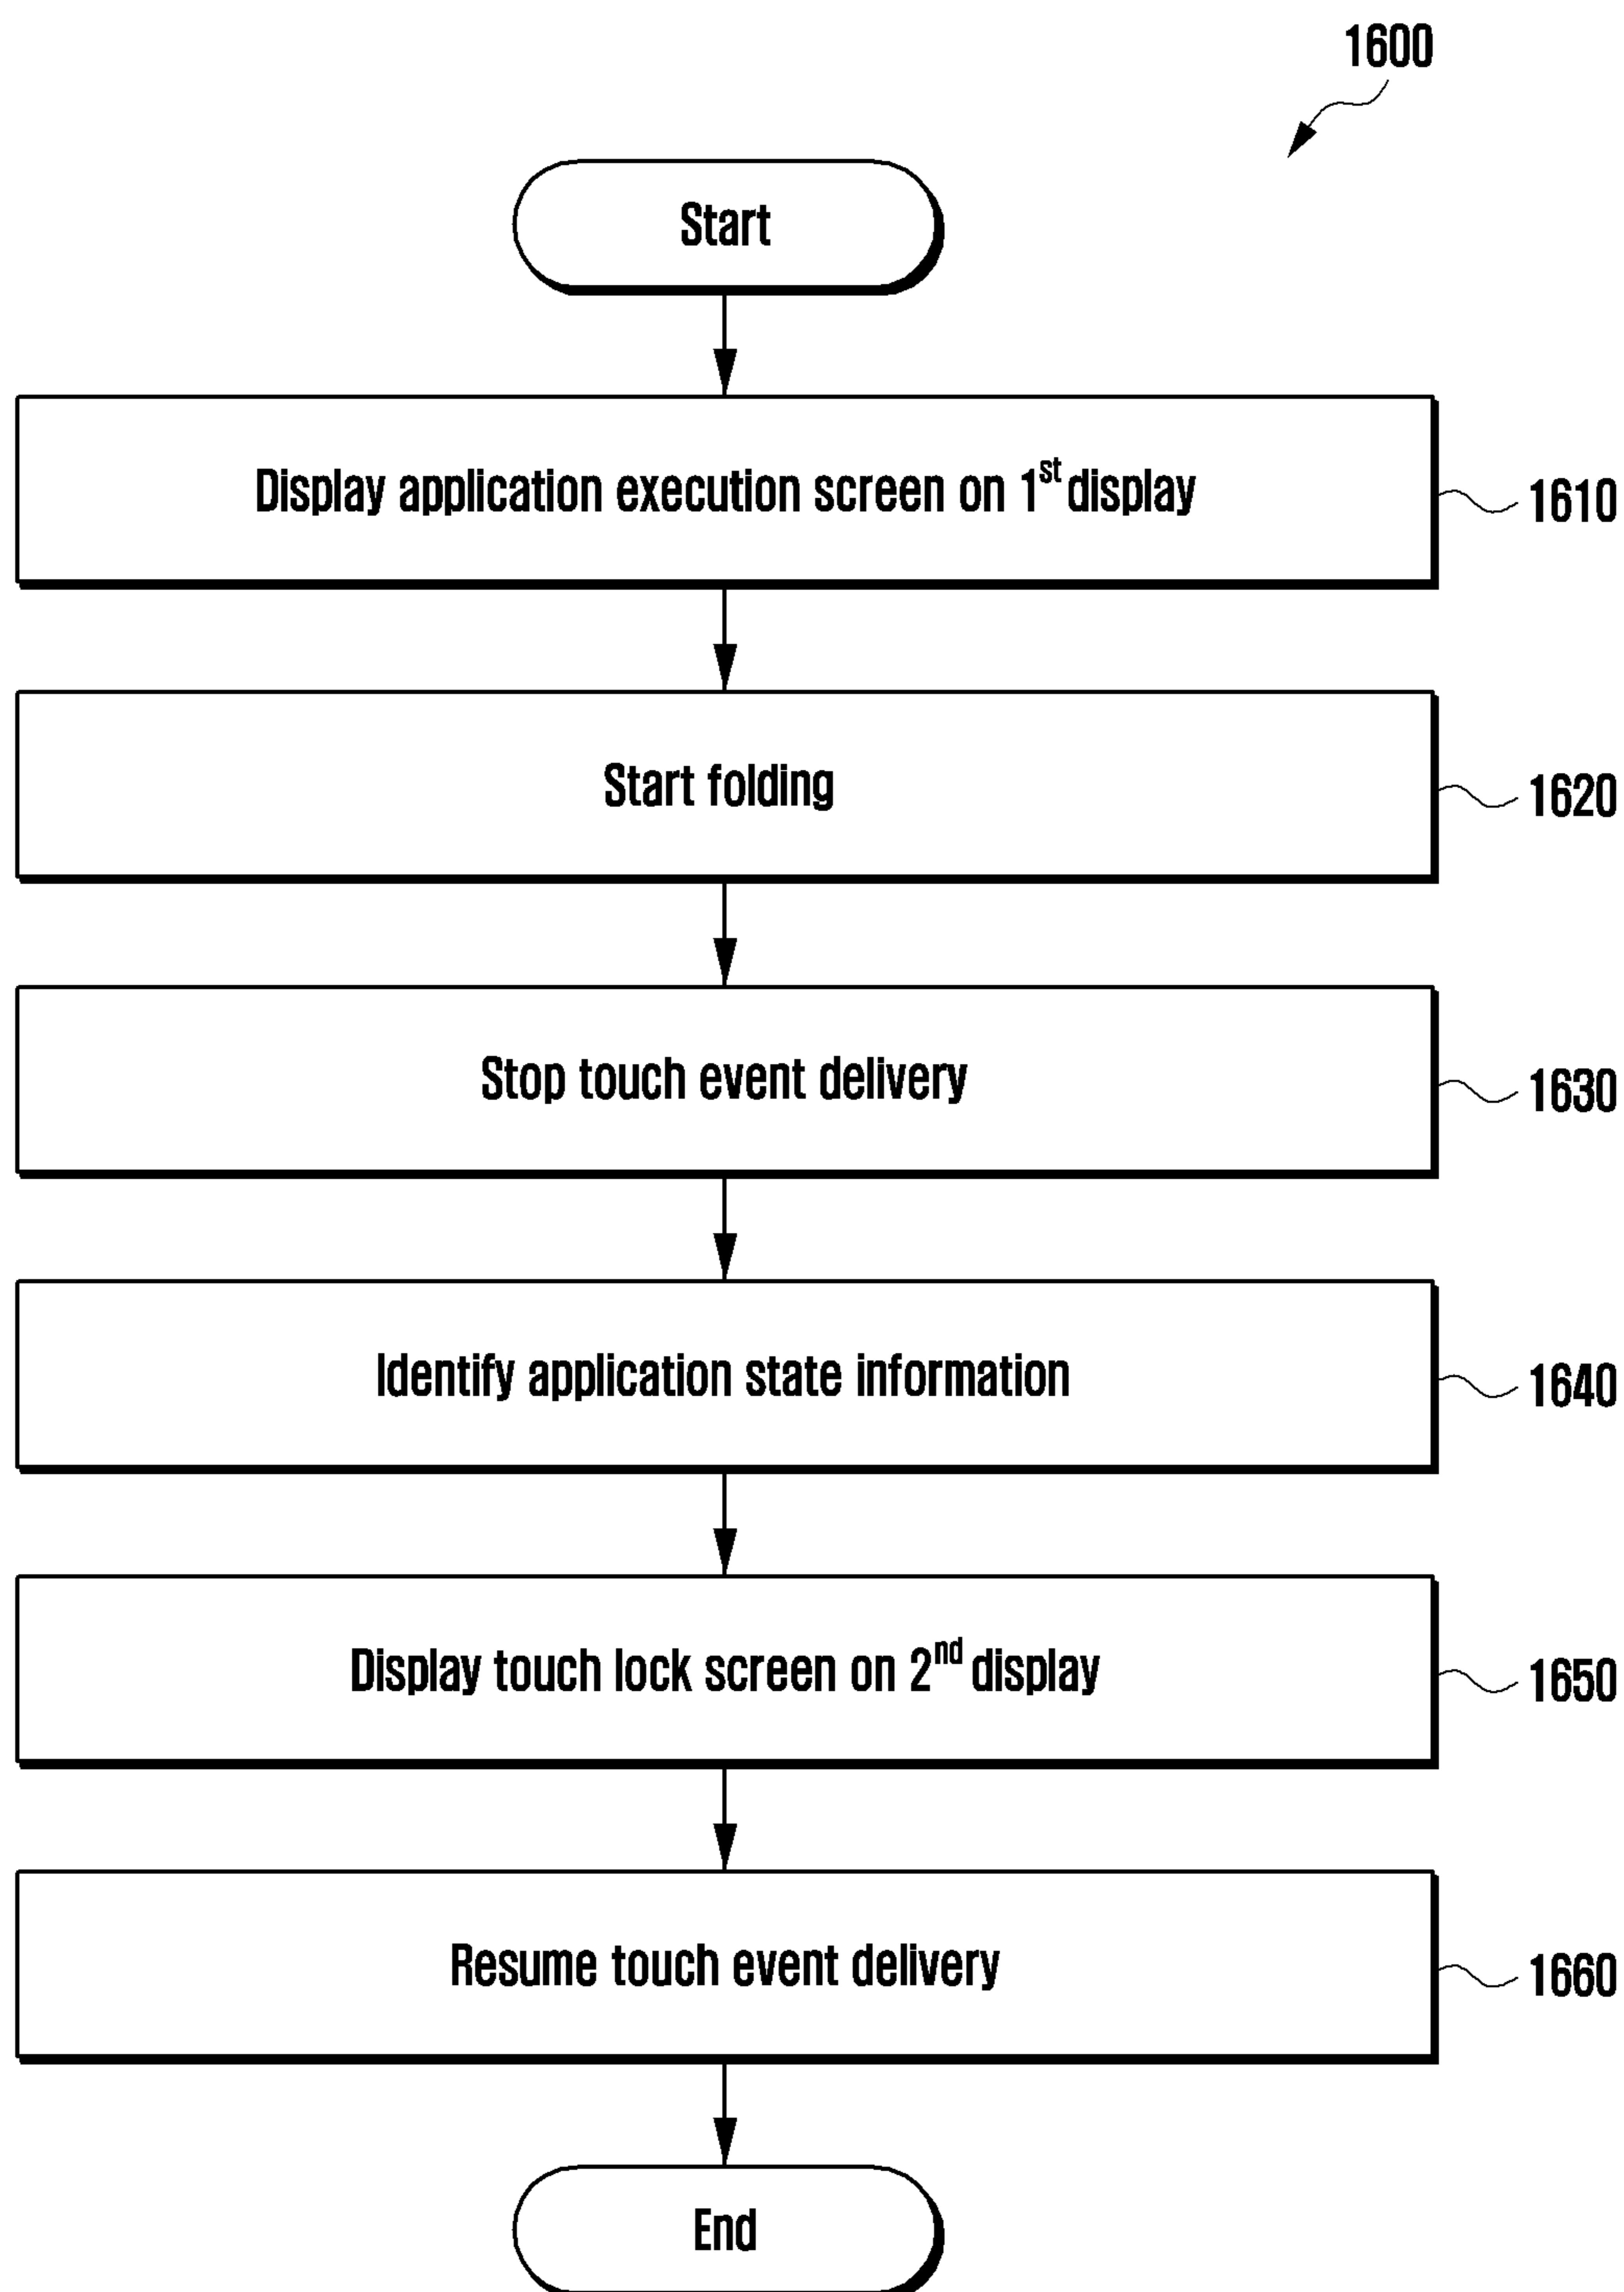 1600
Start
Display application execution screen on 1st display
1610
Start folding
1620
Stop touch event delivery
1630
Identify application state information
1640
Display touch lock screen on 2nd display
1650
Resume touch event delivery
1660
End